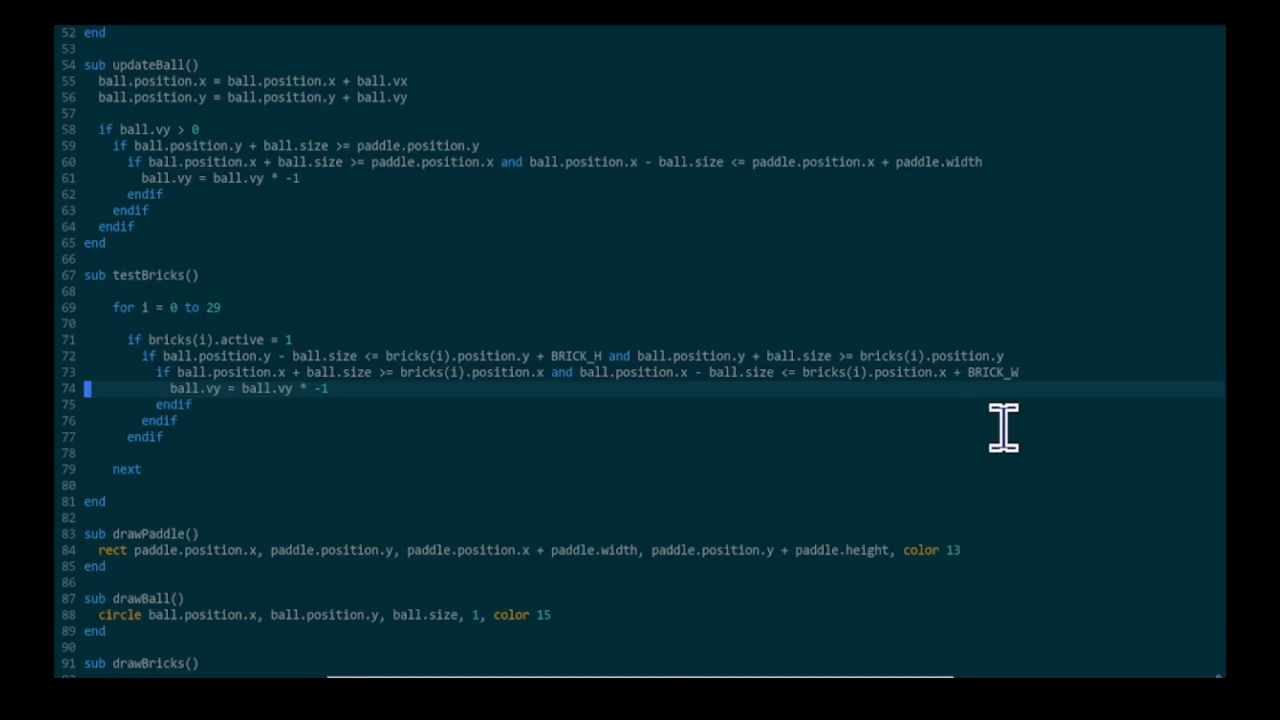 52 end
53
54 sub updateBall()
55   ball.position.x = ball.position.x + ball.vx
56   ball.position.y = ball.position.y + ball.vy
57
58   if ball.vy > 0
59     if ball.position.y + ball.size >= paddle.position.y
60       if ball.position.x + ball.size >= paddle.position.x and ball.position.x - ball.size <= paddle.position.x + paddle.width
61         ball.vy = ball.vy * -1
62       endif
63     endif
64   endif
65 end
66
67 sub testBricks()
68
69     for i = 0 to 29
70
71       if bricks(i).active = 1
72         if ball.position.y - ball.size <= bricks(i).position.y + BRICK_H and ball.position.y + ball.size >= bricks(i).position.y
73           if ball.position.x + ball.size >= bricks(i).position.x and ball.position.x - ball.size <= bricks(i).position.x + BRICK_W
74             ball.vy = ball.vy * -1
75           endif
76         endif
77       endif
78
79     next
80
81 end
82
83 sub drawPaddle()
84   rect paddle.position.x, paddle.position.y, paddle.position.x + paddle.width, paddle.position.y + paddle.height, color 13
85 end
86
87 sub drawBall()
88   circle ball.position.x, ball.position.y, ball.size, 1, color 15
89 end
90
91 sub drawBricks()